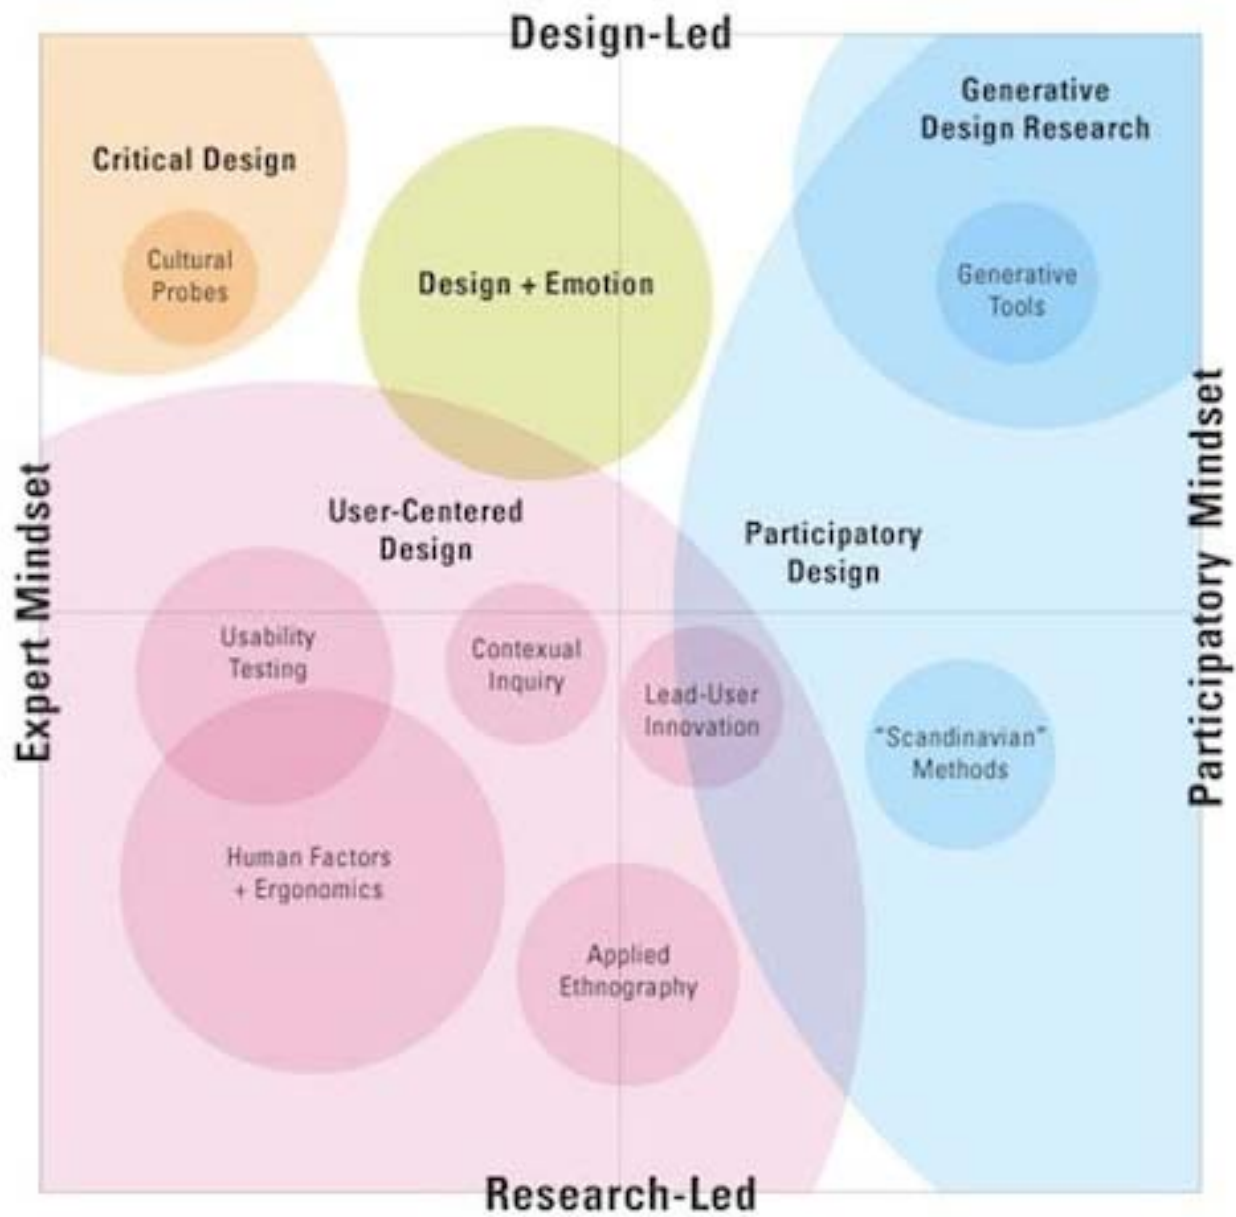 Design-Led
Generative
Design Research
Critical Design
Cultural
Probes
Design + Emotion
Generative
Tools
Expert Mindset
Participatory Mindset
User-Centered
Design
Participatory
Design
Usability
Testing
Contexual
Inquiry
Lead-User
Innovation
"Scandinavian"
Methods
Human Factors
+ Ergonomics
Applied
Ethnography
Research-Led